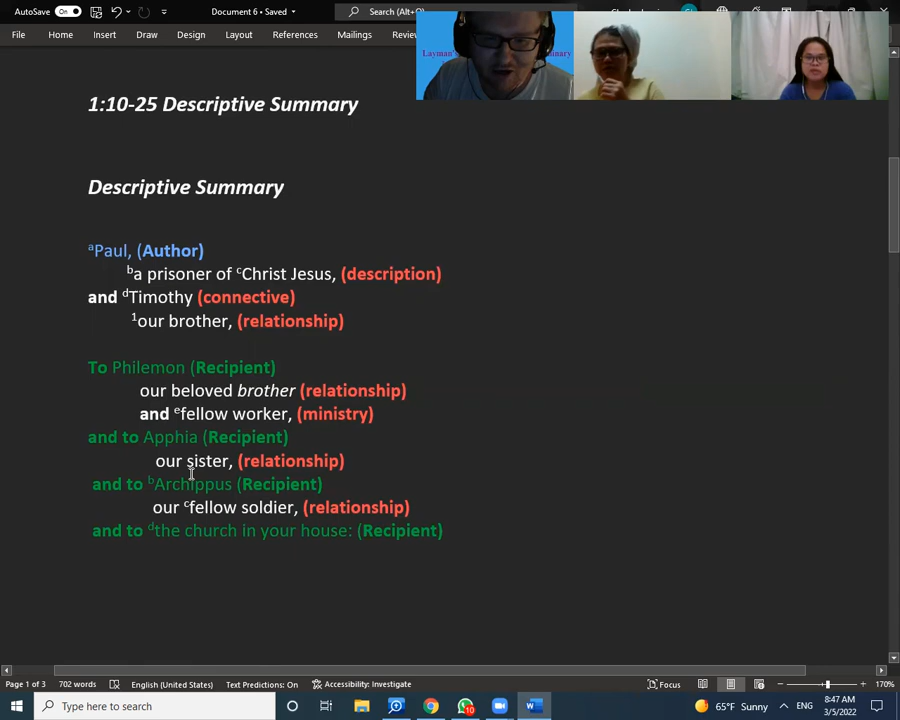 AutoSave On Document 6 • Saved Search (Alt+Q)
File Home Insert Draw Design Layout References Mailings
Layman's
1:10-25 Descriptive Summary
Descriptive Summary
aPaul, (Author)
ba prisoner of cChrist Jesus, (description)
and dTimothy (connective)
1our brother, (relationship)
To Philemon (Recipient)
our beloved brother (relationship)
and efellow worker, (ministry)
and to Apphia (Recipient)
our sister, (relationship)
and to bArchippus (Recipient)
our cfellow soldier, (relationship)
and to dthe church in your house: (Recipient)
Page 1 of 3 702 words English (United States) Text Predictions: On Accessibility: Investigate Focus 170%
Type here to search 10 65°F Sunny ENG 8:47 AM
3/5/2022